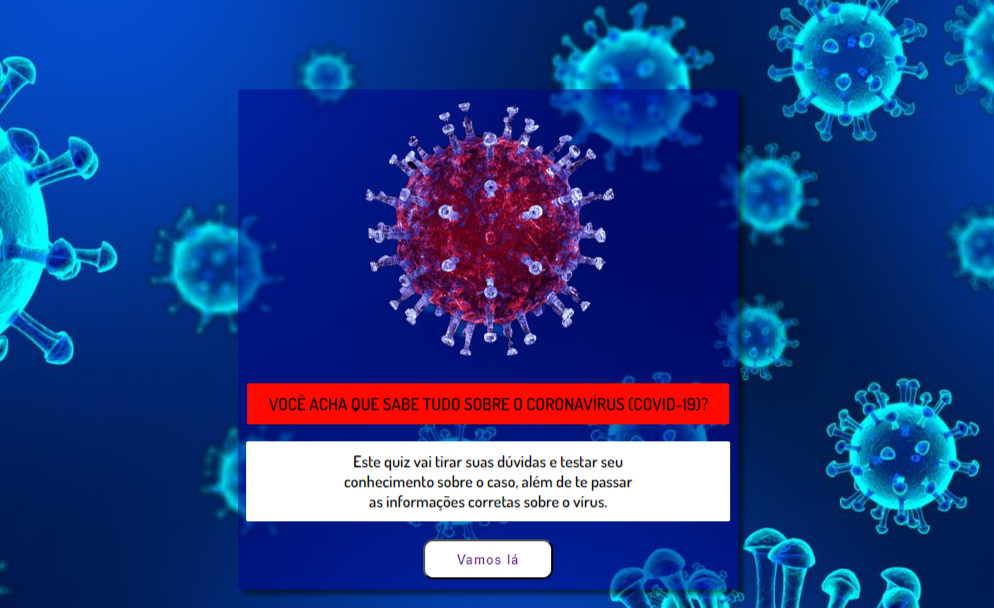 VOCÊ ACHA QUE SABE TUDO SOBRE O CORONAVÍRUS (COVID-19)?
Este quiz vai tirar suas dúvidas e testar seu
conhecimento sobre o caso, além de te passar
as informações corretas sobre o vírus.
Vamos lá